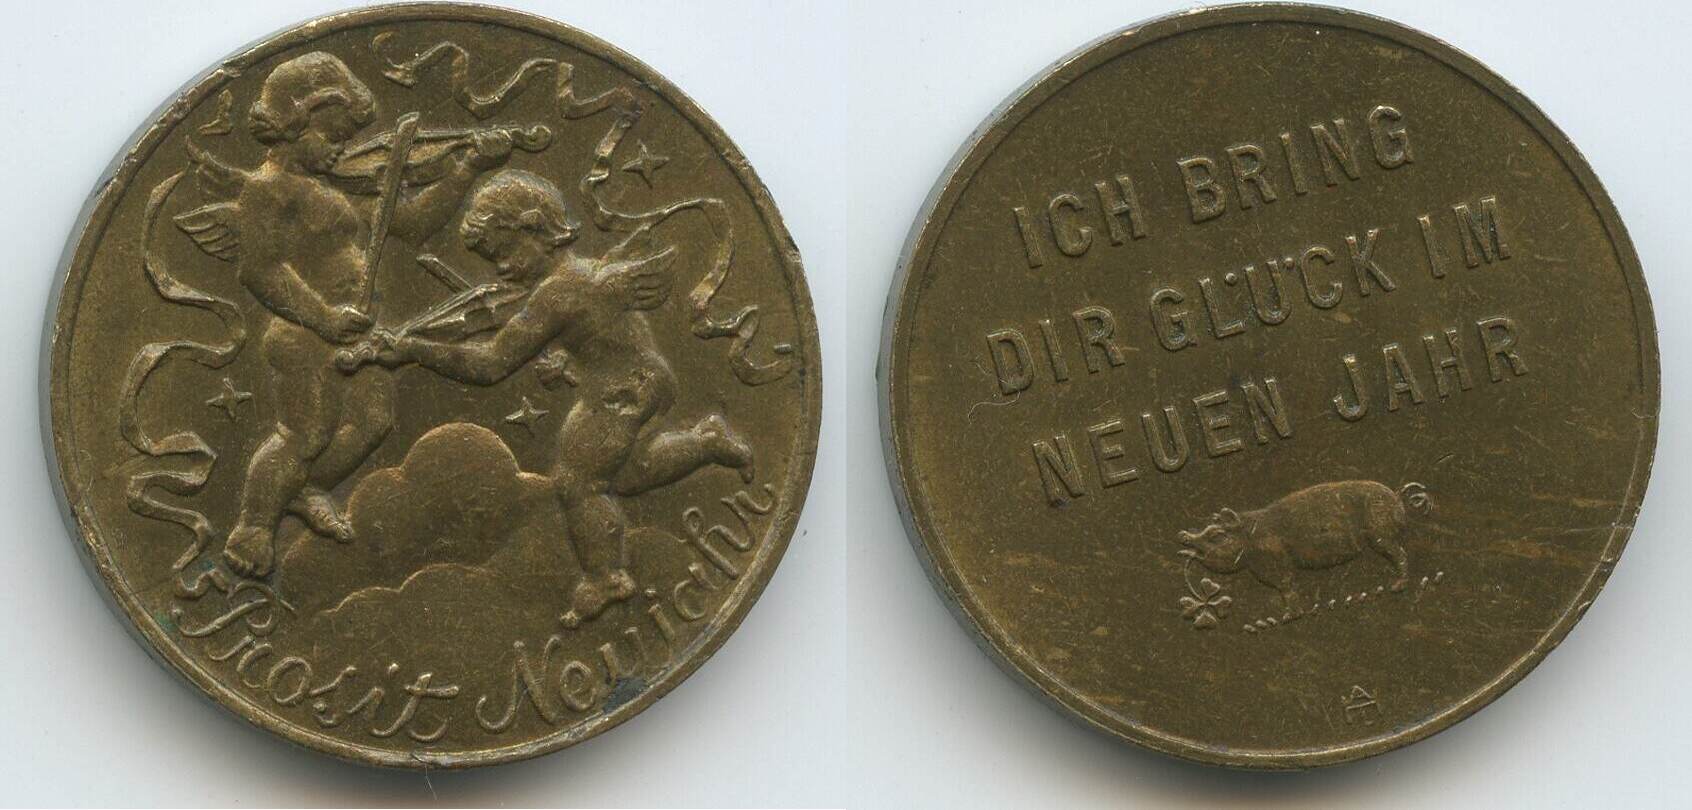 Prosit Neujahr
ICH BRING
DIR GLÜCK IM
NEUEN JAHR